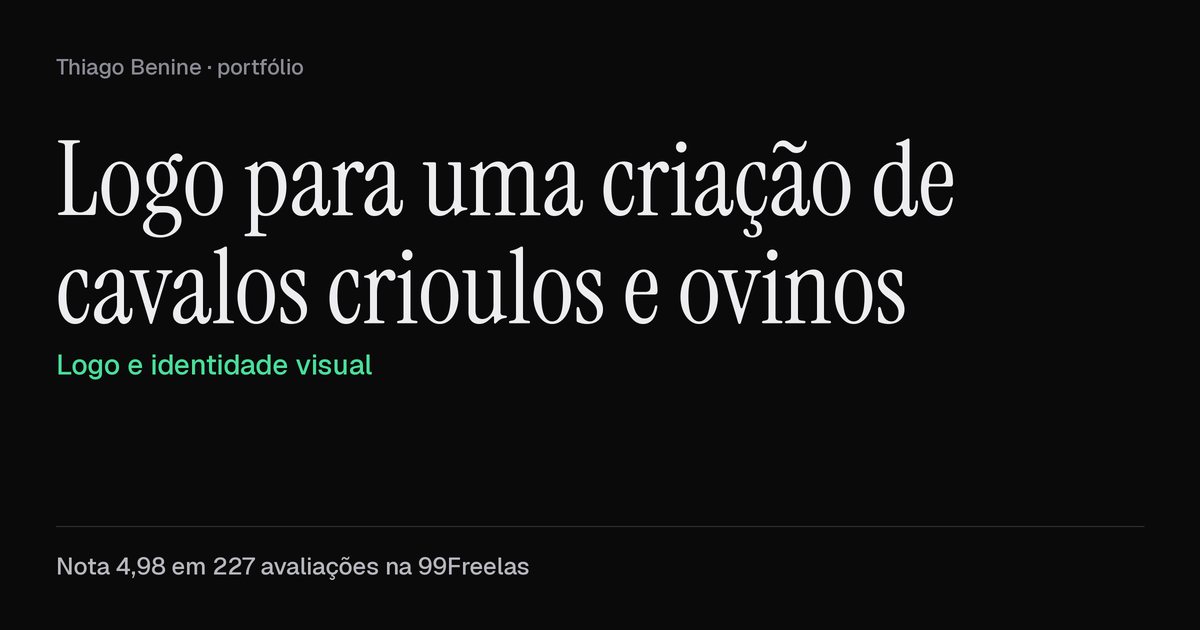 Thiago Benine · portfólio
Logo para uma criação de
cavalos crioulos e ovinos
Logo e identidade visual
Nota 4,98 em 227 avaliações na 99Freelas